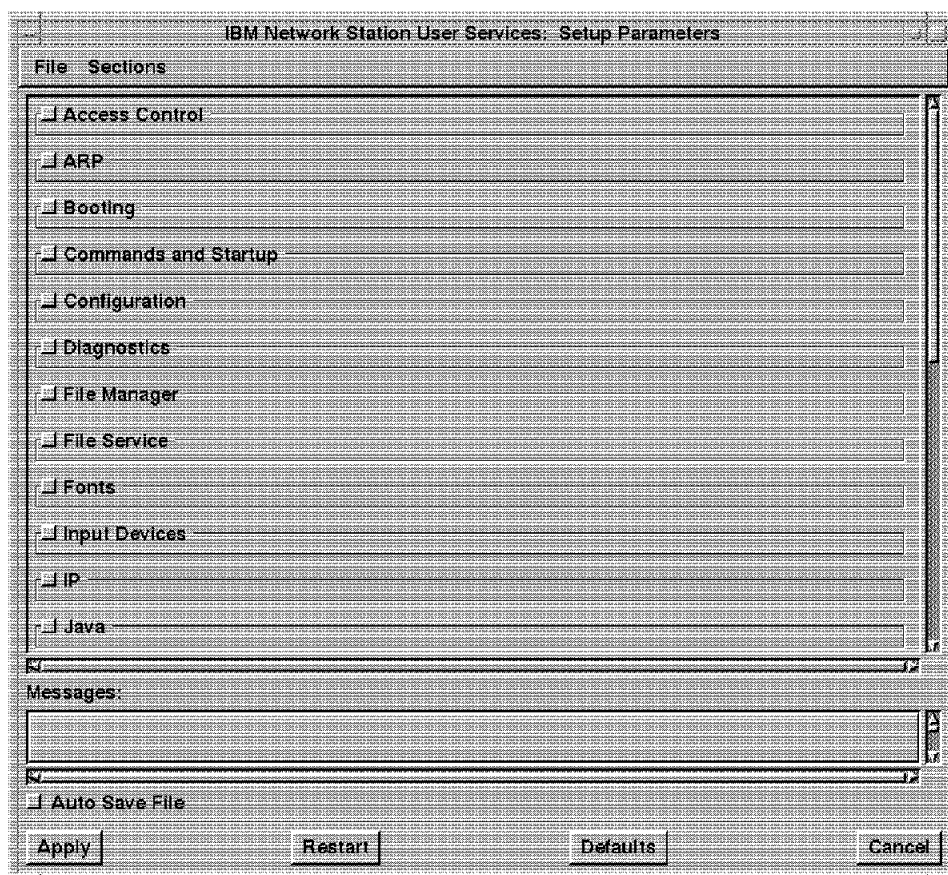 IBM Network Station User Services: Setup Parameters
File Sections
Access Control
ARP
Booting
Commands and Startup
Configuration
Diagnostics
File Manager
File Service
Fonts
Input Devices
IP
Java
Messages:
Auto Save File
Apply Restart Defaults Cancel